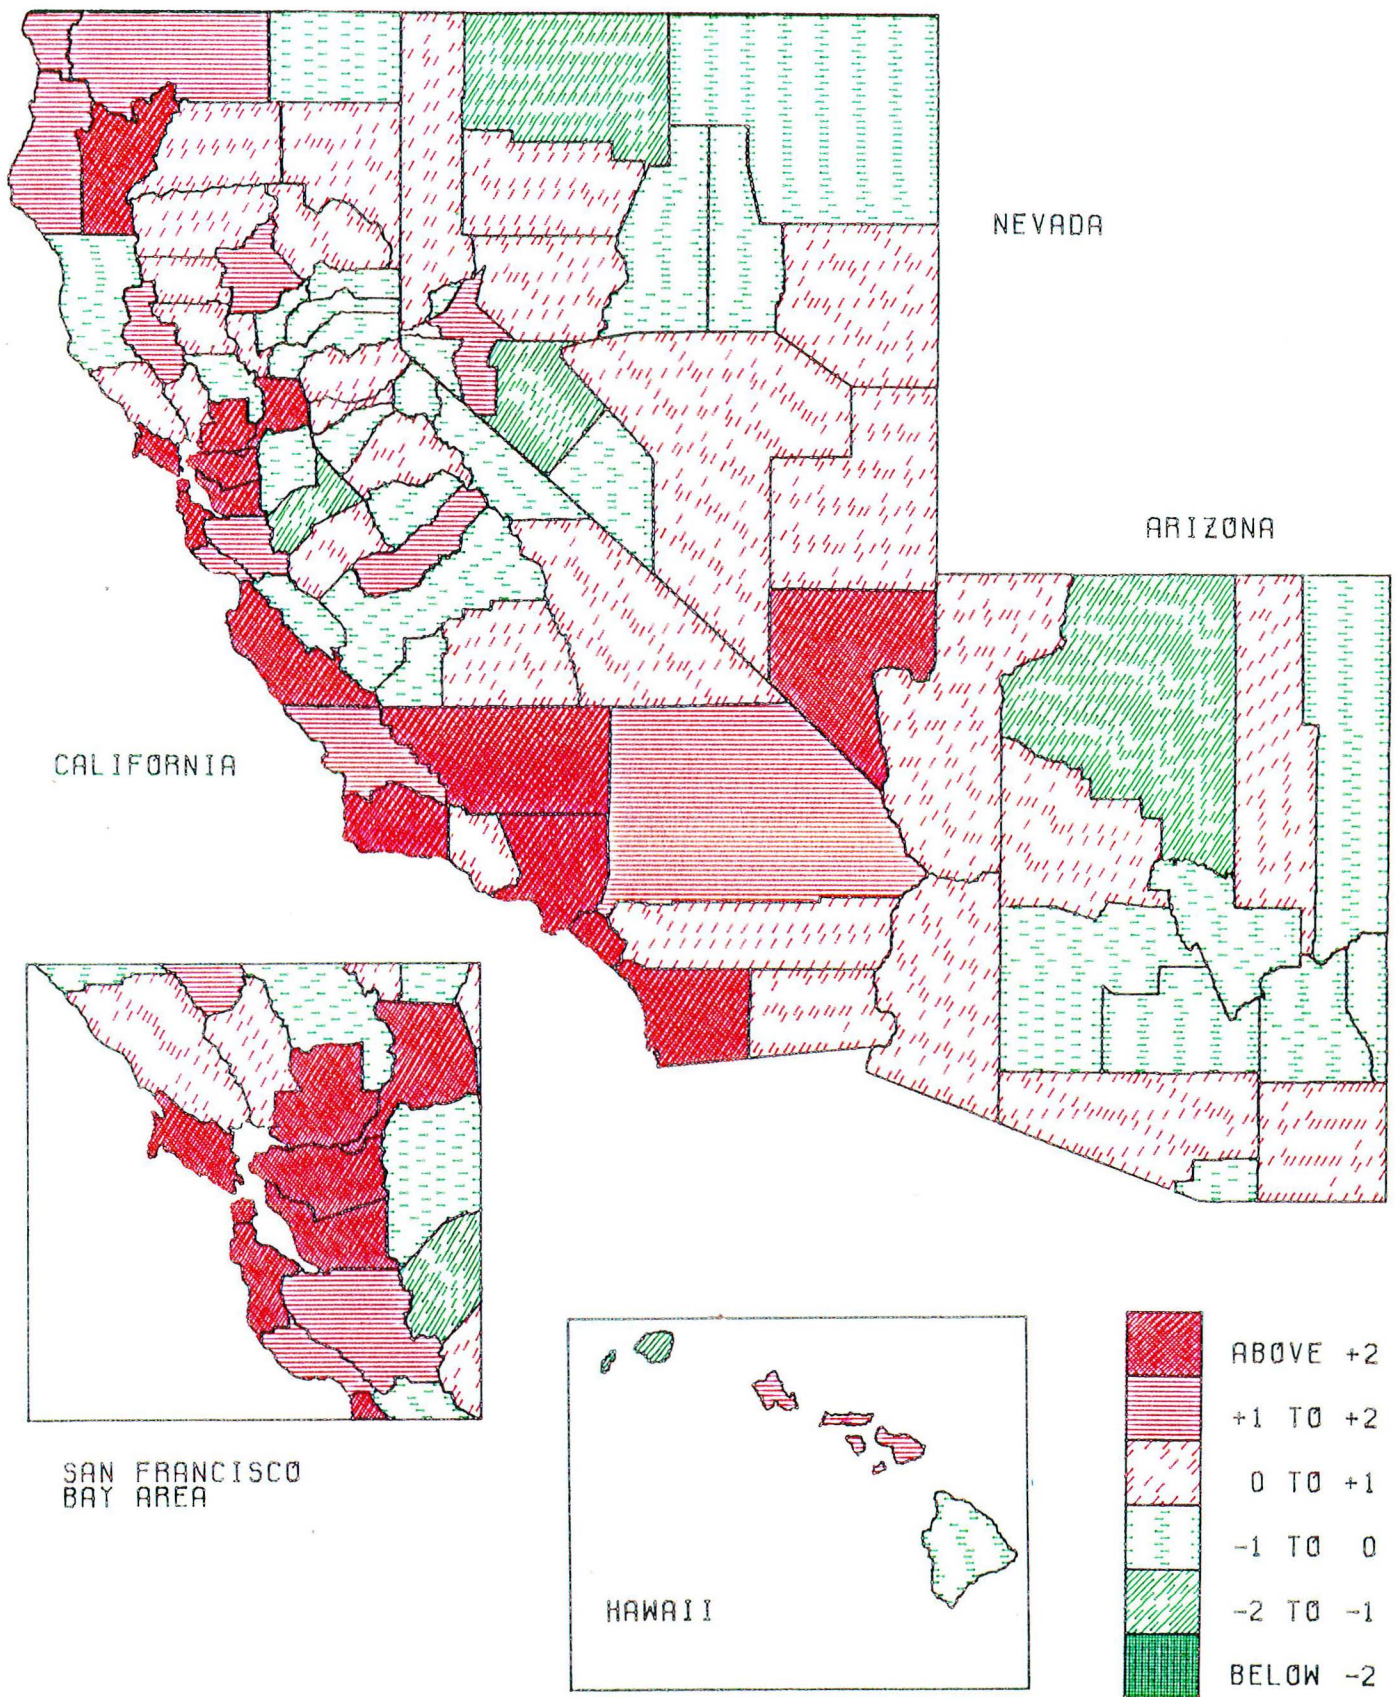 NEVADA
ARIZONA
CALIFORNIA
SAN FRANCISCO
BAY AREA
HAWAII
ABOVE +2
+1 TO +2
0 TO +1
-1 TO 0
-2 TO -1
BELOW -2